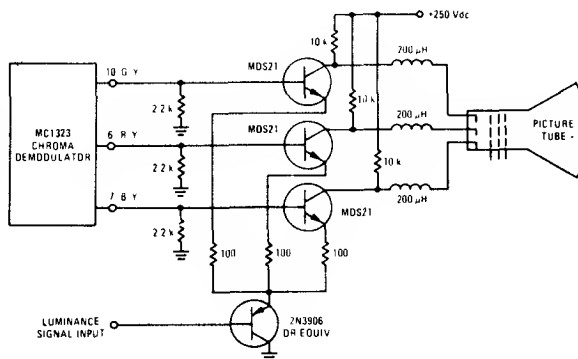 +250 Vdc
10 k
200 µH
MDS21
10 G Y
2.2 k
10 k
MC1323
CHROMA
DEMODULATOR
MDS21
200 µH
PICTURE
TUBE -
6 R Y
2.2 k
10 k
7 B Y
200 µH
MDS21
2.2 k
100
100
100
LUMINANCE
SIGNAL INPUT
2N3906
OR EQUIV